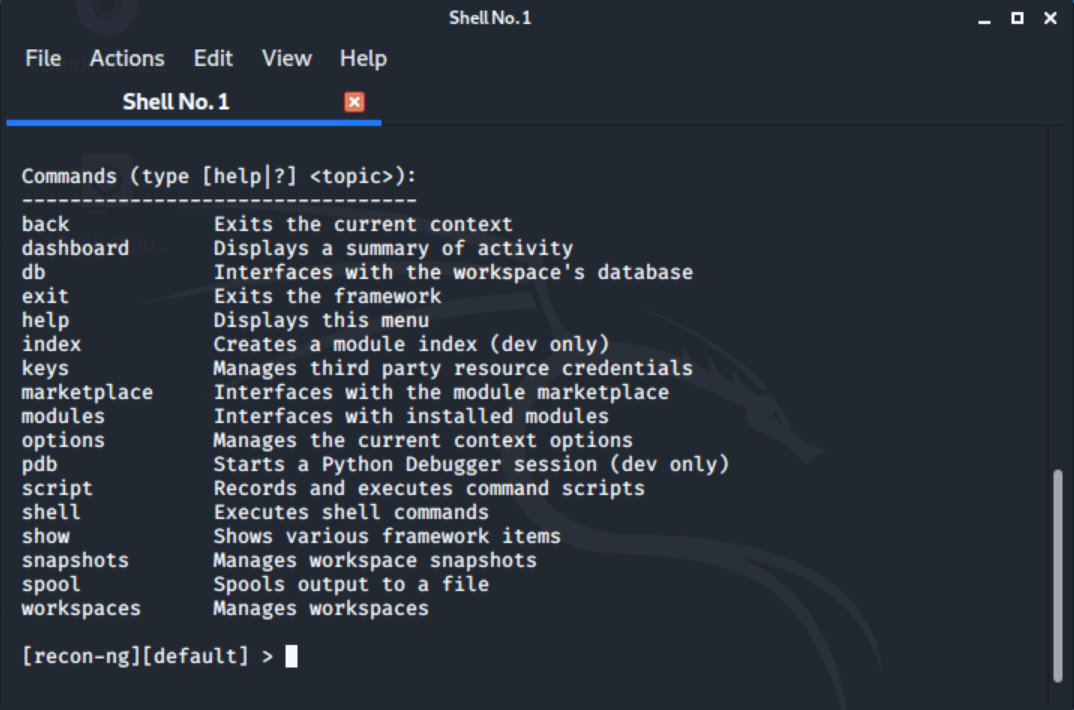 Shell No.1
File Actions Edit View Help
Shell No.1
Commands (type [help|?] <topic>):
---------------------------------
back            Exits the current context
dashboard       Displays a summary of activity
db              Interfaces with the workspace's database
exit            Exits the framework
help            Displays this menu
index           Creates a module index (dev only)
keys            Manages third party resource credentials
marketplace     Interfaces with the module marketplace
modules         Interfaces with installed modules
options         Manages the current context options
pdb             Starts a Python Debugger session (dev only)
script          Records and executes command scripts
shell           Executes shell commands
show            Shows various framework items
snapshots       Manages workspace snapshots
spool           Spools output to a file
workspaces      Manages workspaces
[recon-ng][default] >